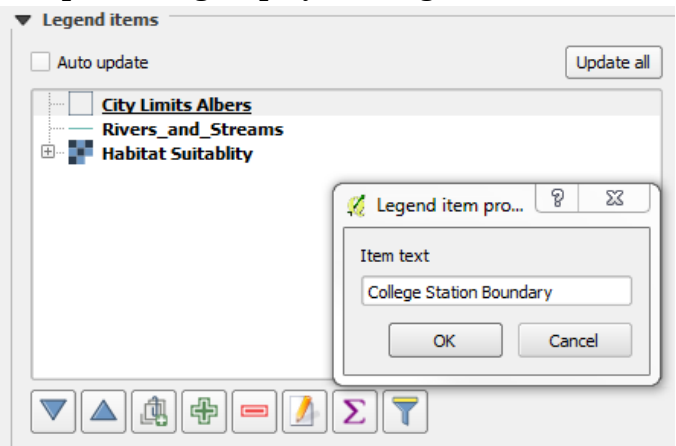 Legend items
Auto update
Update all
City Limits Albers
Rivers_and_Streams
Habitat Suitablity
Legend item pro...
Item text
College Station Boundary
OK
Cancel